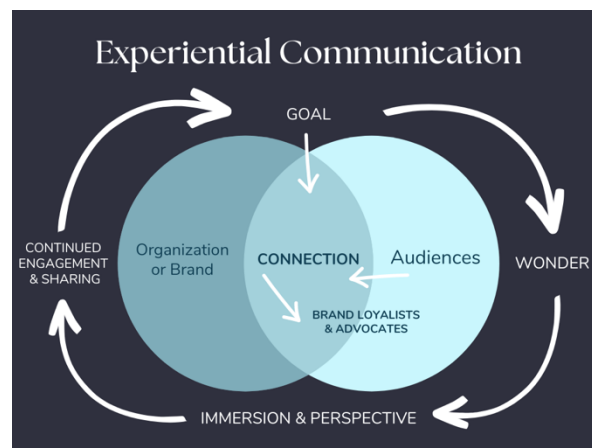 Experiential Communication
GOAL
Organization
or Brand
CONNECTION
Audiences
BRAND LOYALISTS
& ADVOCATES
WONDER
IMMERSION & PERSPECTIVE
CONTINUED
ENGAGEMENT
& SHARING